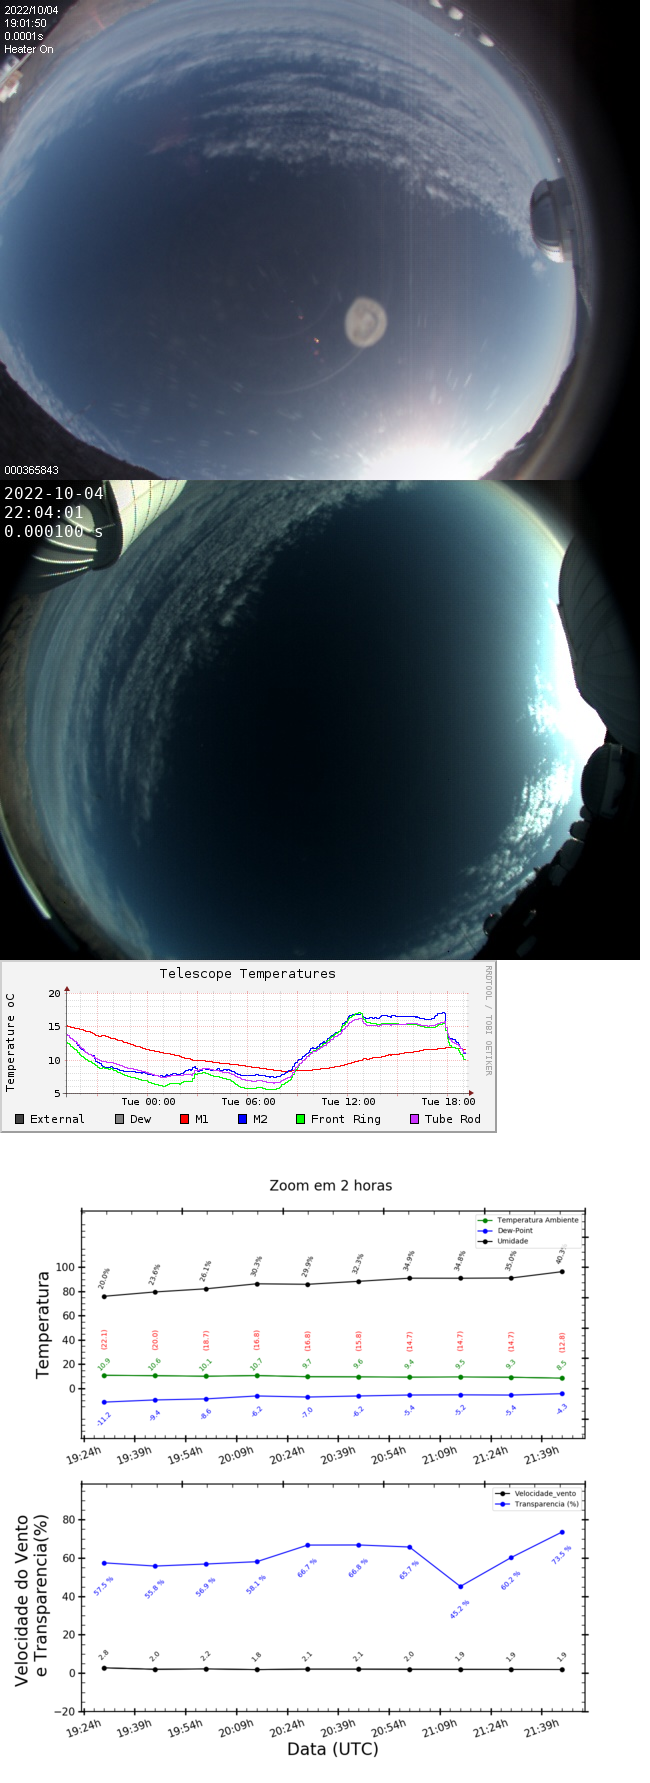 2022/10/04
19:01:50
0.0001s
Heater On
000365843
2022-10-04
22:04:01
0.000100 s
Telescope Temperatures
RRDTOOL / TOBI OETIKER
Temperature oC
20
15
10
5
Tue 00:00 Tue 06:00 Tue 12:00 Tue 18:00
External Dew M1 M2 Front Ring Tube Rod
Zoom em 2 horas
Temperatura Ambiente
Dew-Point
Umidade
Temperatura
100
80
60
40
20
0
20.0% 23.6% 26.1% 30.3% 29.9% 32.3% 34.9% 34.8% 35.0% 40.3%
(22.1) (20.0) (18.7) (16.8) (16.8) (15.8) (14.7) (14.7) (14.7) (12.8)
10.9 10.6 10.1 10.7 9.7 9.6 9.4 9.5 9.3 8.5
-11.2 -9.4 -8.6 -6.2 -7.0 -6.2 -5.4 -5.2 -5.4 -4.3
19:24h 19:39h 19:54h 20:09h 20:24h 20:39h 20:54h 21:09h 21:24h 21:39h
Velocidade_vento
Transparencia (%)
Velocidade do Vento
e Transparencia(%)
80
60
40
20
0
−20
57.5 % 55.8 % 56.9 % 58.1 % 66.7 % 66.8 % 65.7 % 45.2 % 60.2 % 73.5 %
2.8 2.0 2.2 1.8 2.1 2.1 2.0 1.9 1.9 1.9
19:24h 19:39h 19:54h 20:09h 20:24h 20:39h 20:54h 21:09h 21:24h 21:39h
Data (UTC)